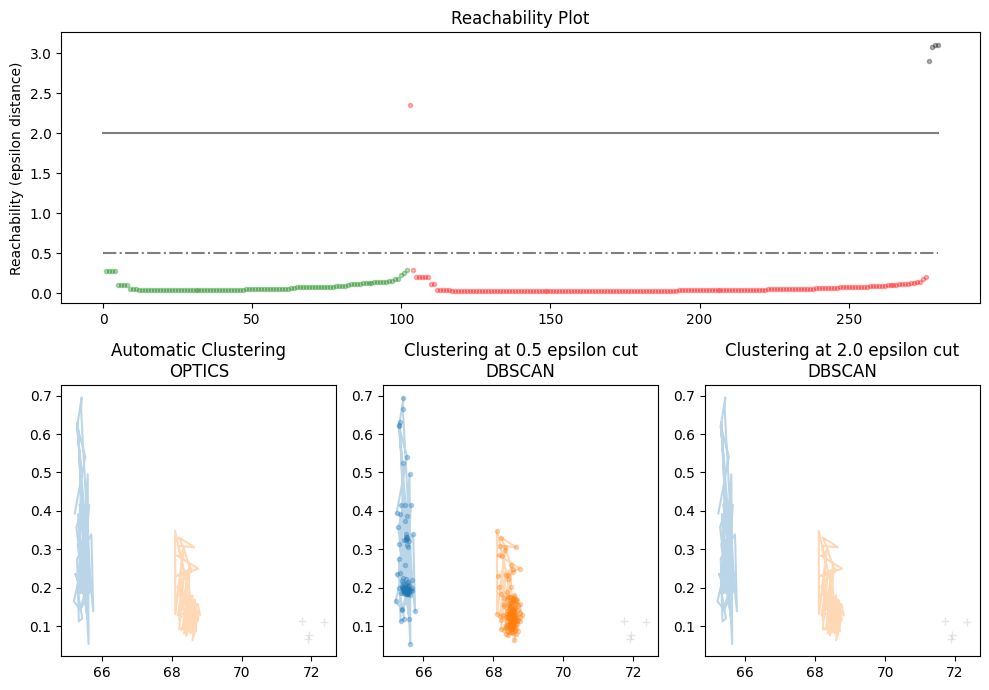 Reachability Plot
Reachability (epsilon distance)
3.0
2.5
2.0
1.5
1.0
0.5
0.0
0 50 100 150 200 250
Automatic Clustering
OPTICS
Clustering at 0.5 epsilon cut
DBSCAN
Clustering at 2.0 epsilon cut
DBSCAN
0.7 0.7 0.7
0.6 0.6 0.6
0.5 0.5 0.5
0.4 0.4 0.4
0.3 0.3 0.3
0.2 0.2 0.2
0.1 0.1 0.1
66 68 70 72 66 68 70 72 66 68 70 72